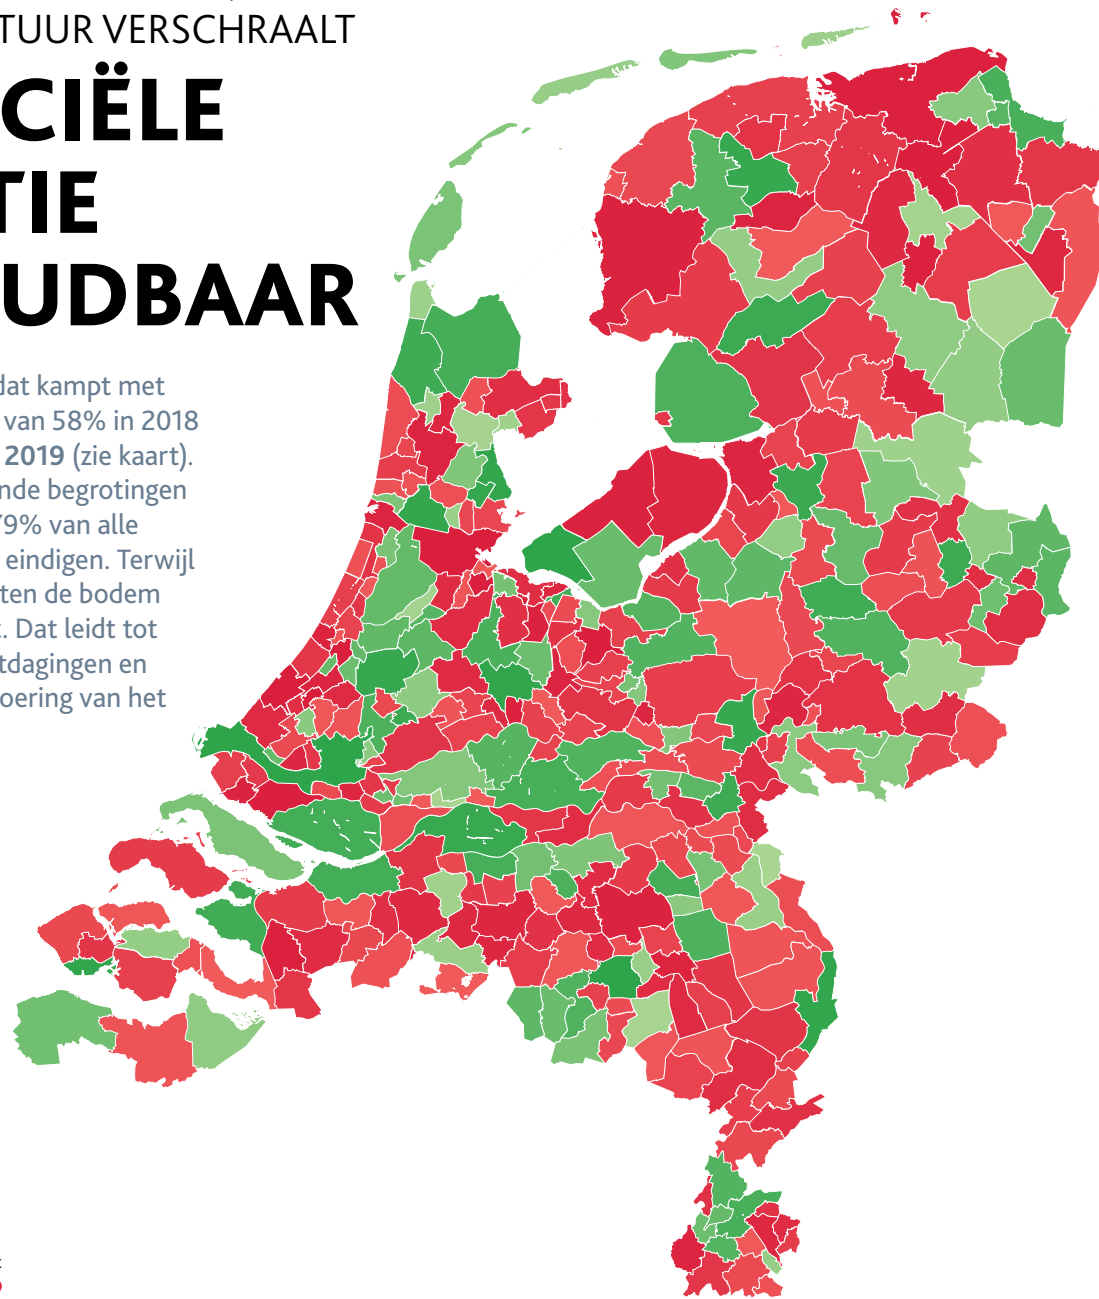 TUUR VERSCHRAALT
CIËLE
TIE
UDBAAR
dat kampt met
van 58% in 2018
2019 (zie kaart).
nde begrotingen
79% van alle
eindigen. Terwijl
ten de bodem
Dat leidt tot
tdagingen en
oering van het